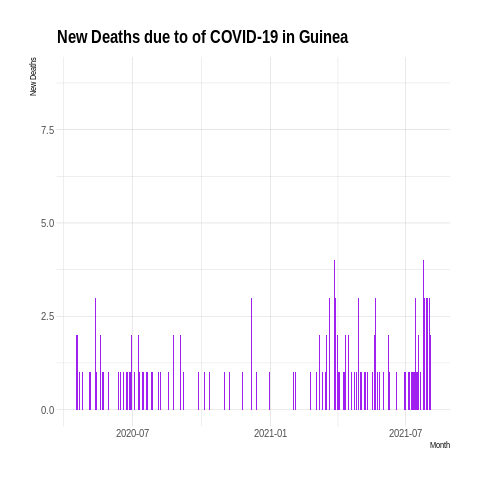 New Deaths due to of COVID-19 in Guinea
New Deaths
7.5
5.0
2.5
0.0
2020-07
2021-01
2021-07
Month